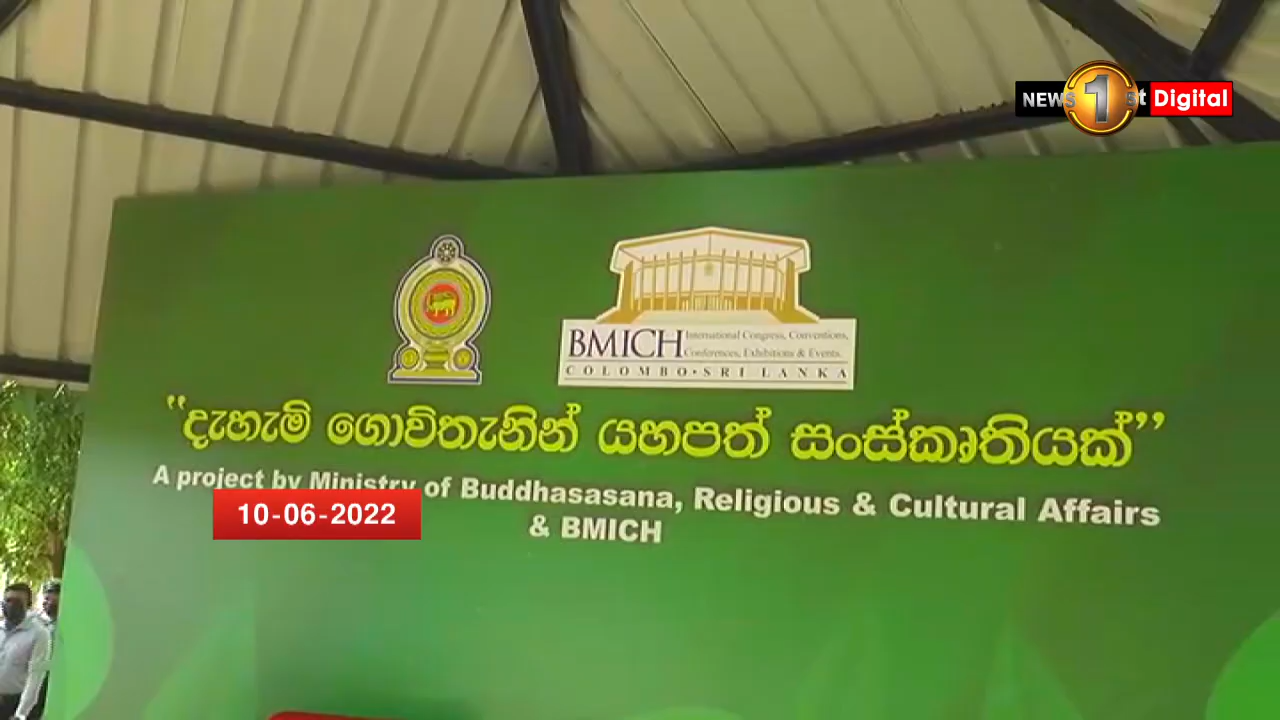 NEWS 1st Digital
BMICH International Congress, Conventions,
Conferences, Exhibitions & Events.
COLOMBO • SRI LANKA
"දැහැමි ගොවිතැනින් යහපත් සංස්කෘතියක්"
A project by Ministry of Buddhasasana, Religious & Cultural Affairs
& BMICH
10-06-2022